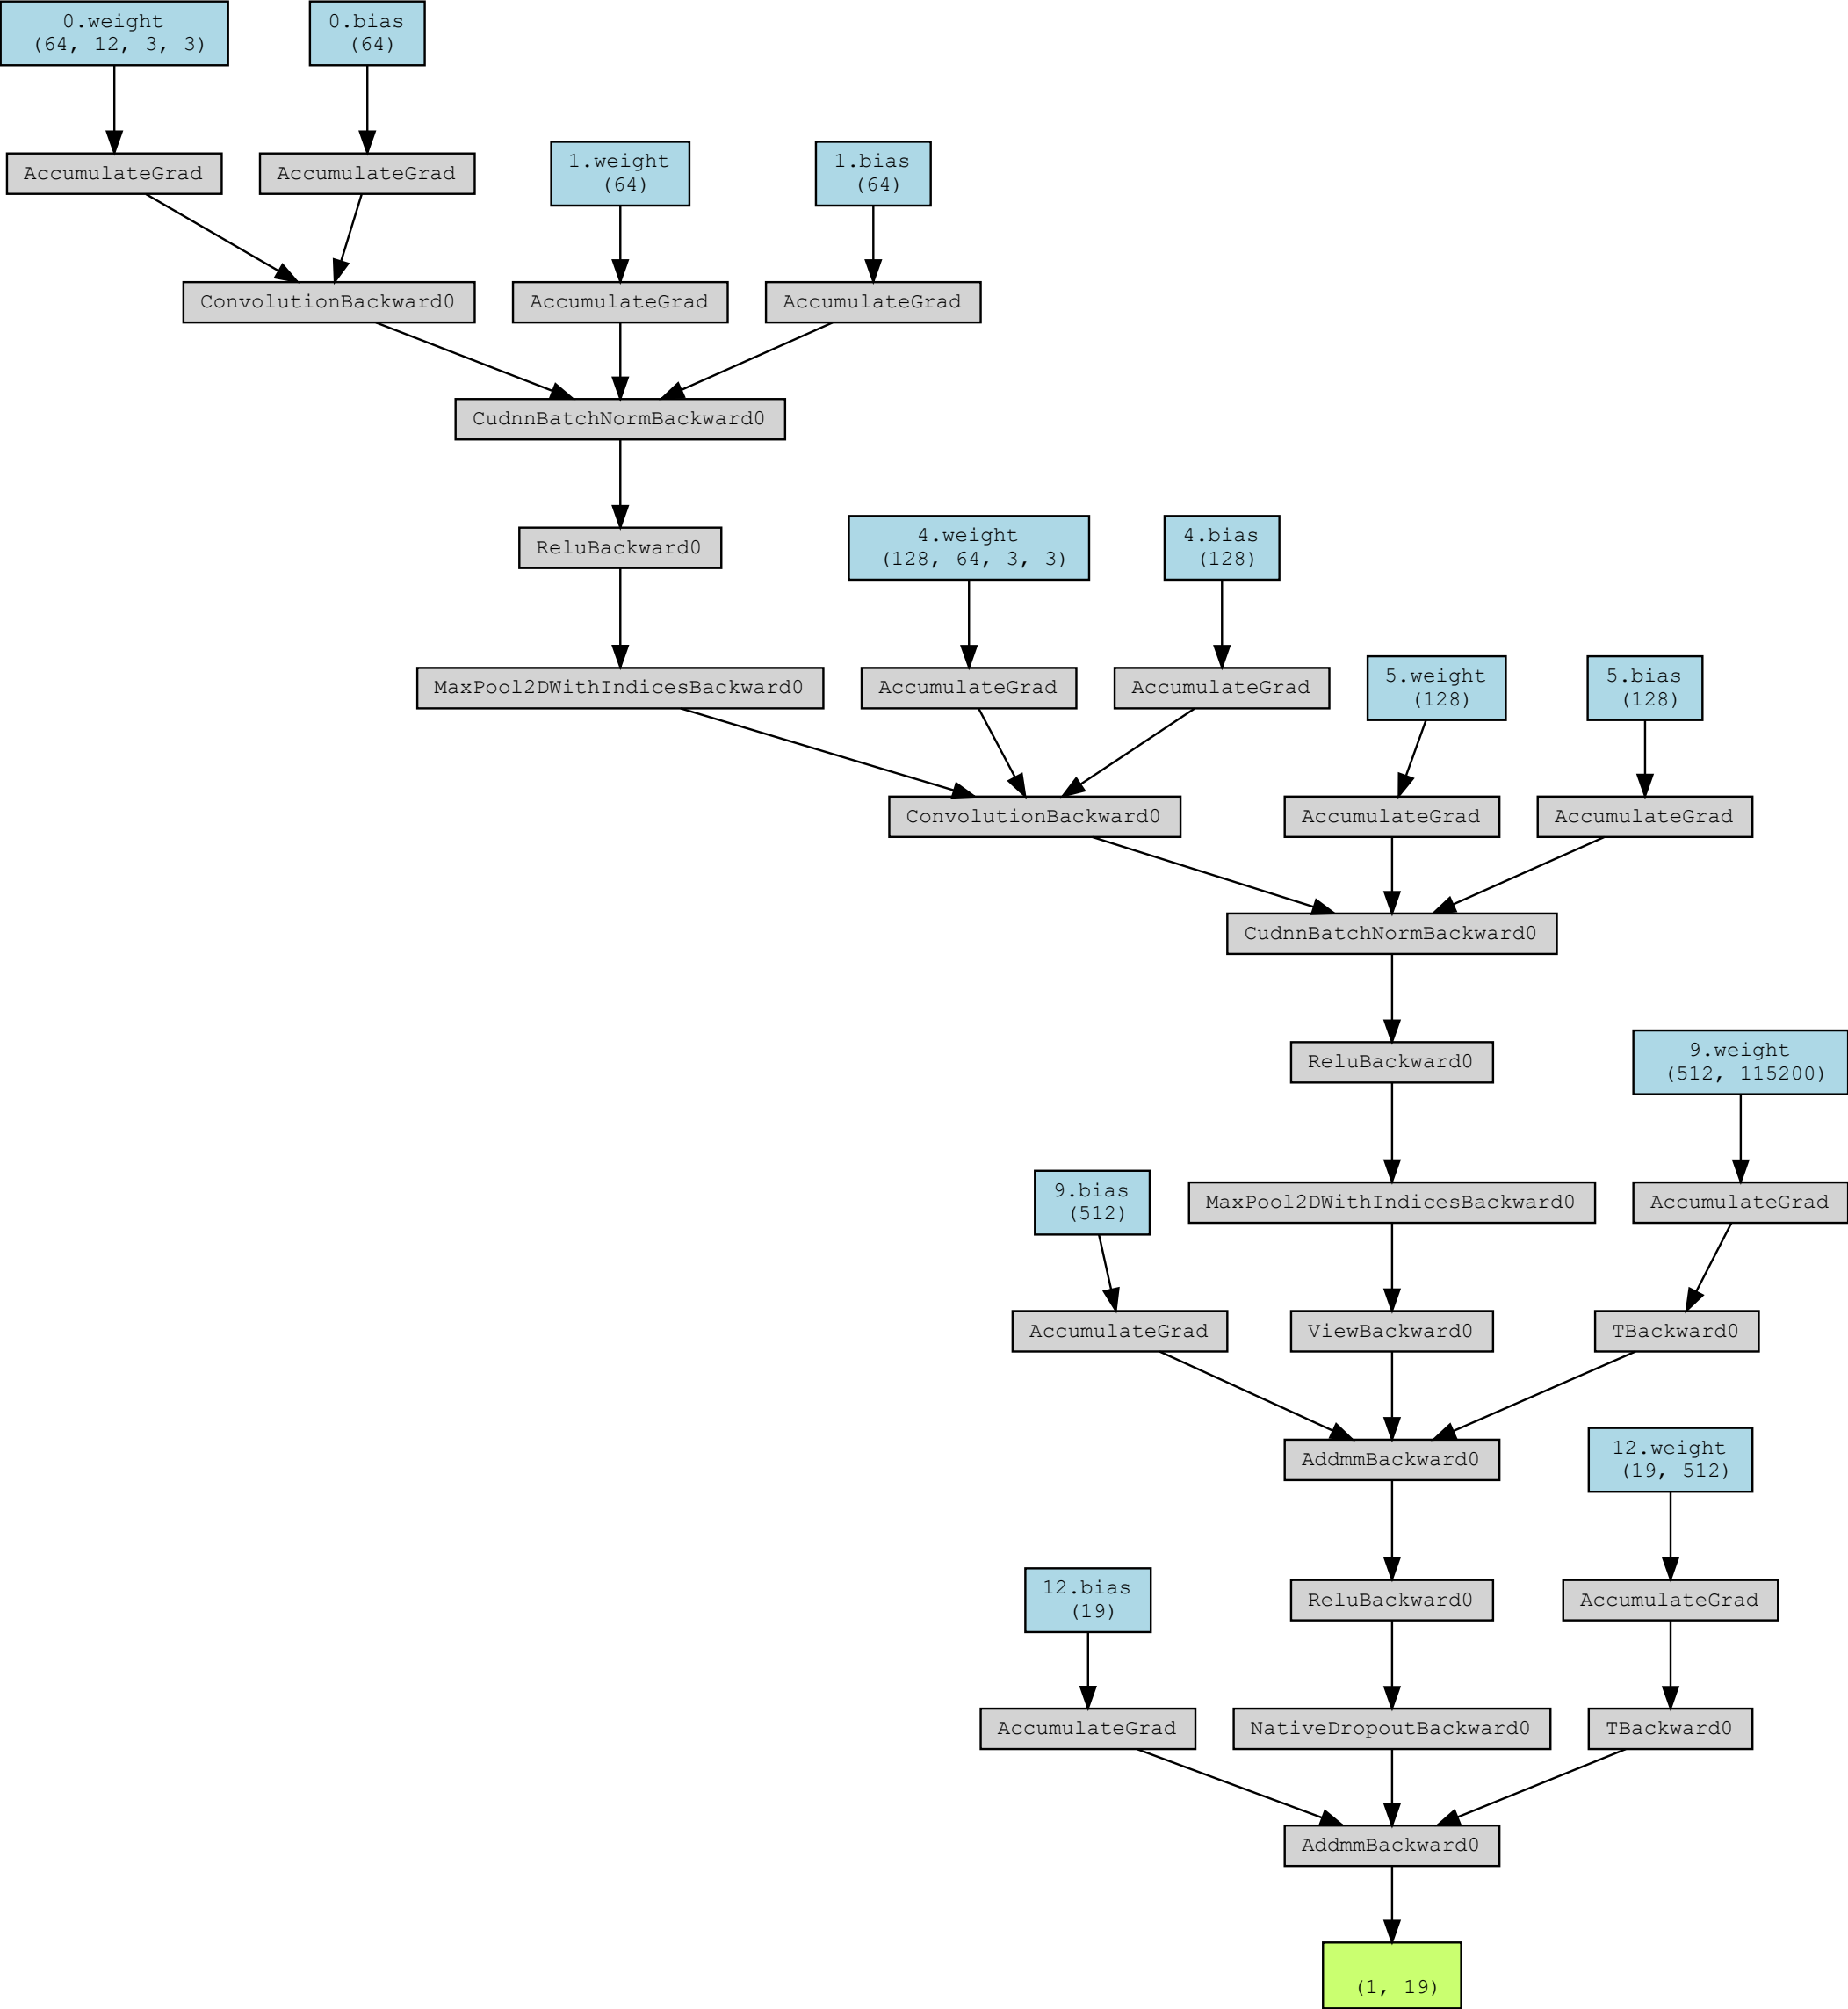 0.weight
(64, 12, 3, 3)
0.bias
(64)
AccumulateGrad
AccumulateGrad
1.weight
(64)
1.bias
(64)
ConvolutionBackward0
AccumulateGrad
AccumulateGrad
CudnnBatchNormBackward0
ReluBackward0
4.weight
(128, 64, 3, 3)
4.bias
(128)
MaxPool2DWithIndicesBackward0
AccumulateGrad
AccumulateGrad
5.weight
(128)
5.bias
(128)
ConvolutionBackward0
AccumulateGrad
AccumulateGrad
CudnnBatchNormBackward0
ReluBackward0
9.weight
(512, 115200)
9.bias
(512)
MaxPool2DWithIndicesBackward0
AccumulateGrad
AccumulateGrad
ViewBackward0
TBackward0
AddmmBackward0
12.weight
(19, 512)
12.bias
(19)
ReluBackward0
AccumulateGrad
AccumulateGrad
NativeDropoutBackward0
TBackward0
AddmmBackward0
(1, 19)